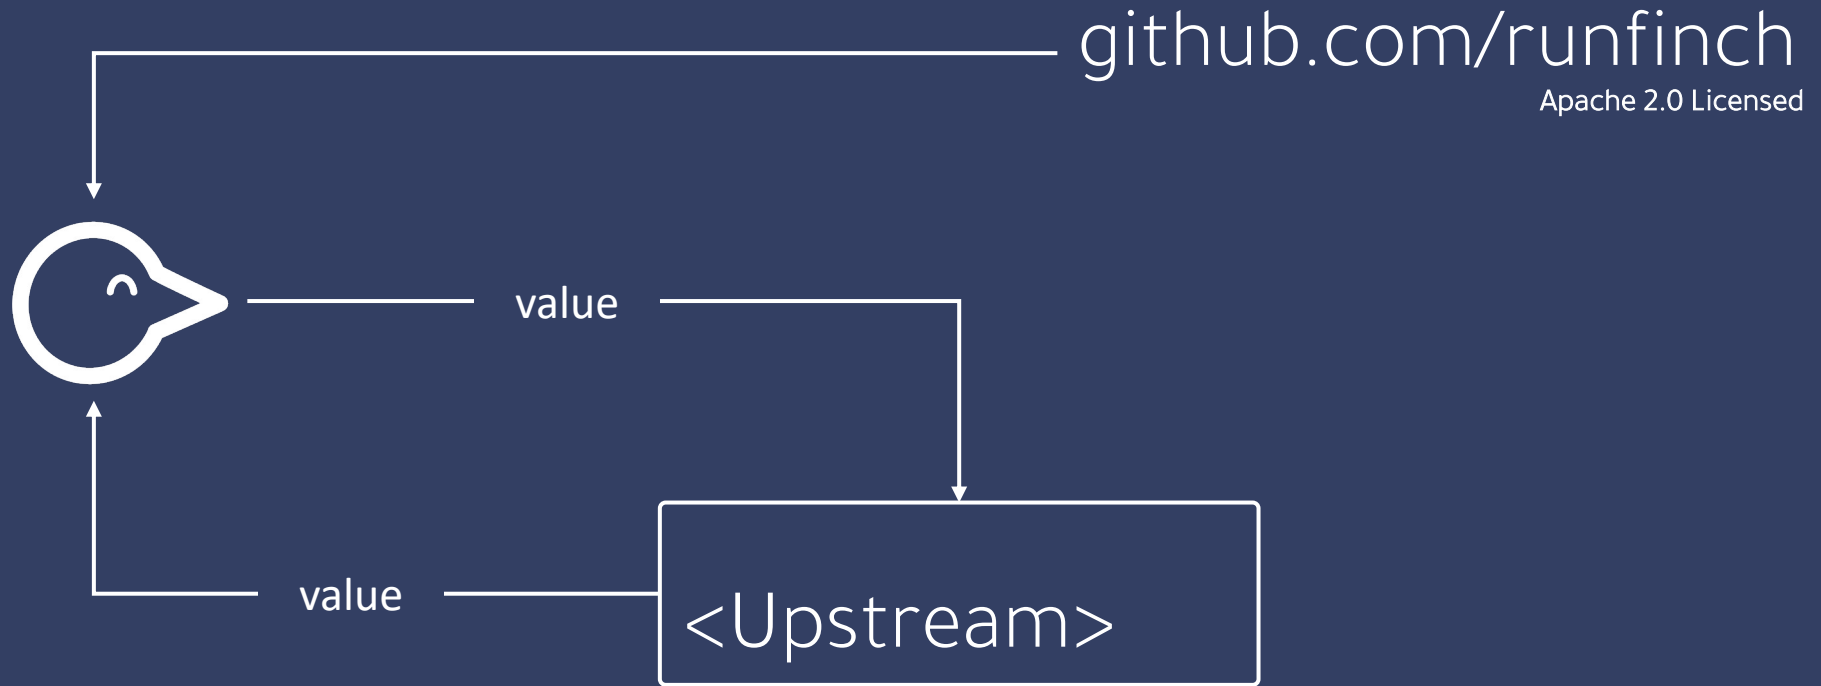 github.com/runfinch
Apache 2.0 Licensed
value
value
<Upstream>